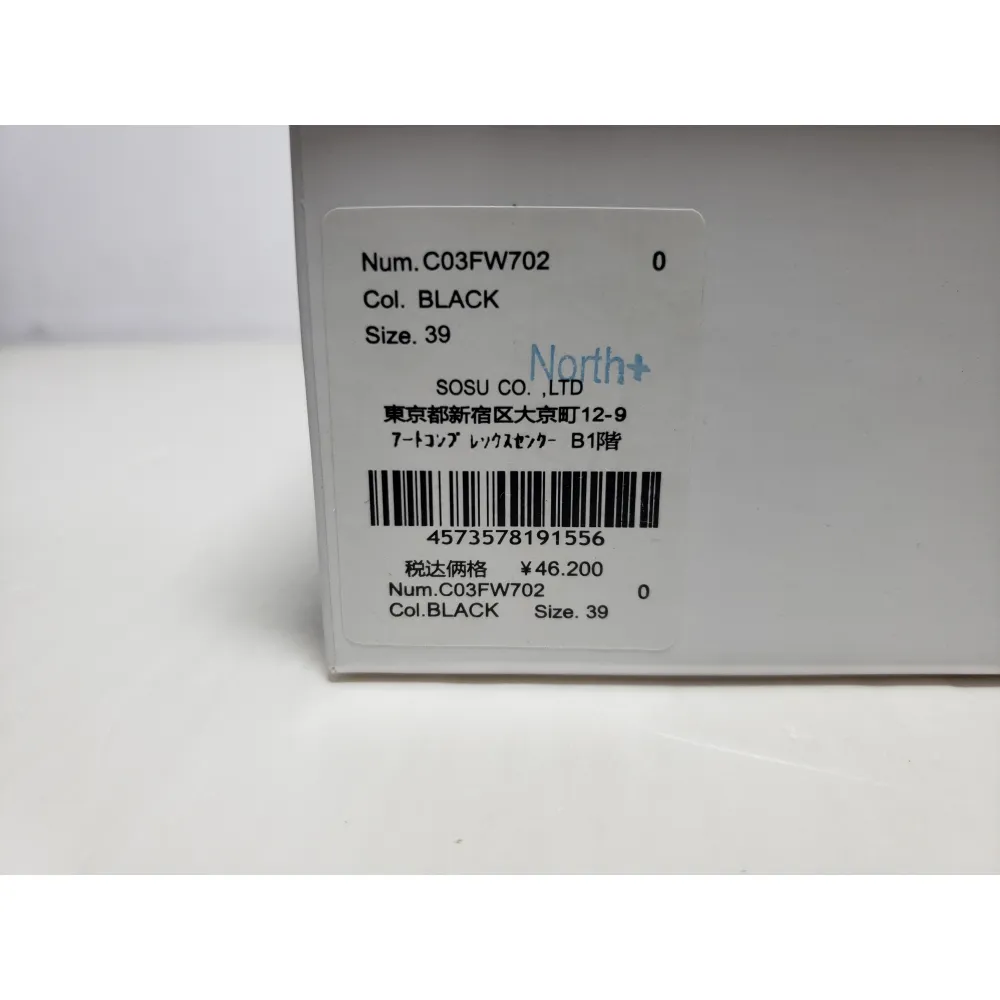 Num. C03FW702 0
Col. BLACK
Size. 39
North+
SOSU CO. ,LTD
東京都新宿区大京町12-9
ｱｰﾄｺﾝﾌﾟﾚｯｸｽｾﾝﾀｰ B1階
4573578191556
税达俩格 ¥46.200
Num.C03FW702 0
Col.BLACK Size. 39